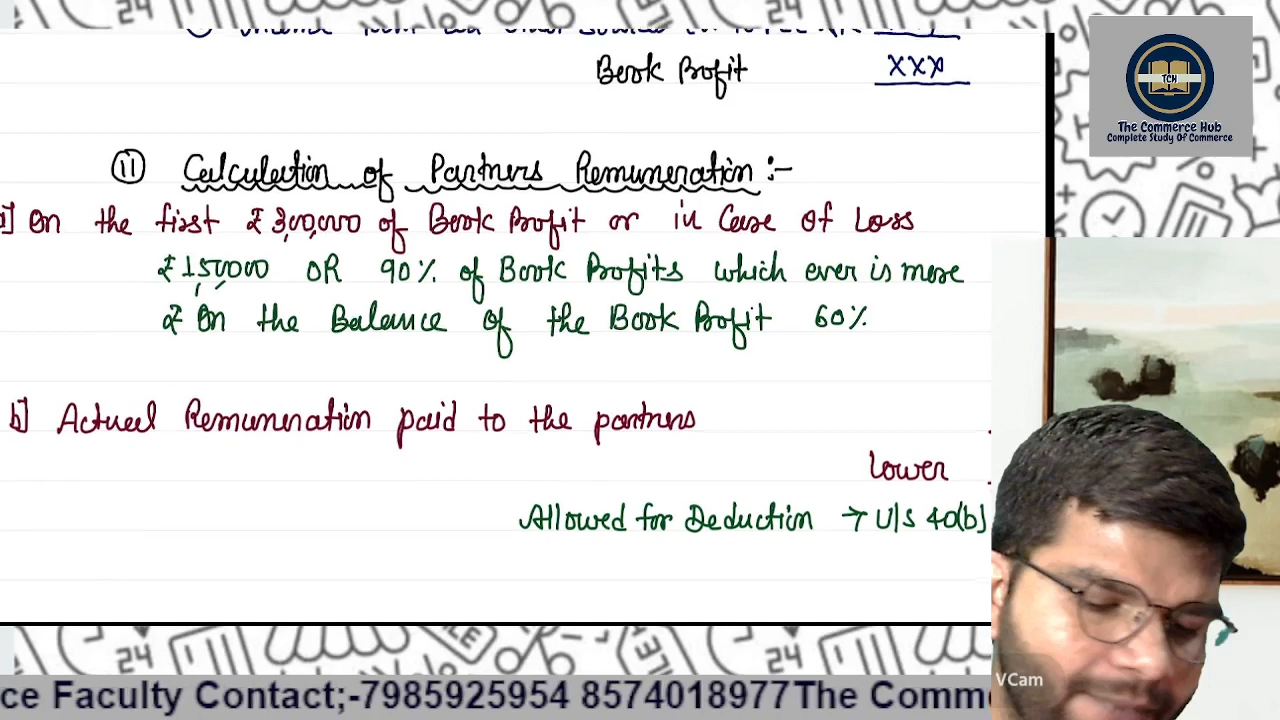 Book Profit XXX
The Commerce Hub
Complete Study Of Commerce
TCH
(11) Calculation of Partners Remuneration :-
a] On the first ₹ 3,00,000 of Book Profit or in Case of Loss
₹ 1,50,000 OR 90% of Book Profits which ever is more
₹ On the Balance of the Book Profit 60%
b] Actual Remuneration paid to the partners
Lower
Allowed for Deduction → U/S 40(b)
VCam
ce Faculty Contact;-7985925954 8574018977 The Comm